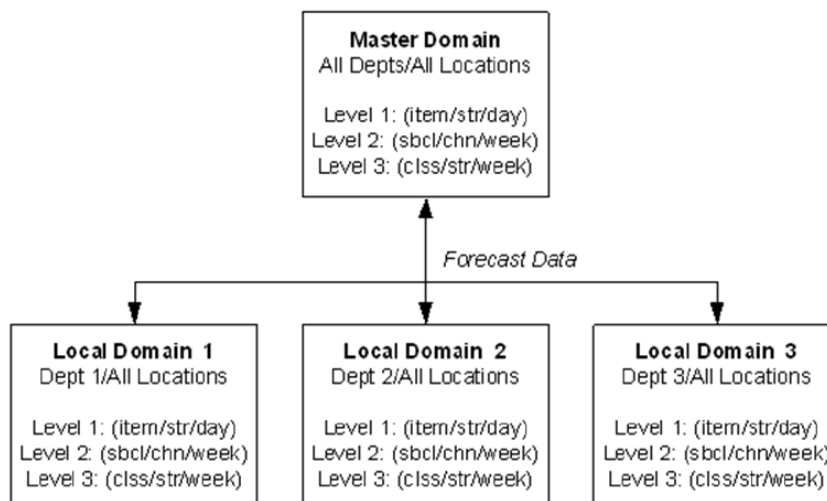 Master Domain
All Depts/All Locations
Level 1: (item/str/day)
Level 2: (sbcl/chn/week)
Level 3: (clss/str/week)
Forecast Data
Local Domain 1
Dept 1/All Locations
Level 1: (item/str/day)
Level 2: (sbcl/chn/week)
Level 3: (clss/str/week)
Local Domain 2
Dept 2/All Locations
Level 1: (item/str/day)
Level 2: (sbcl/chn/week)
Level 3: (clss/str/week)
Local Domain 3
Dept 3/All Locations
Level 1: (item/str/day)
Level 2: (sbcl/chn/week)
Level 3: (clss/str/week)